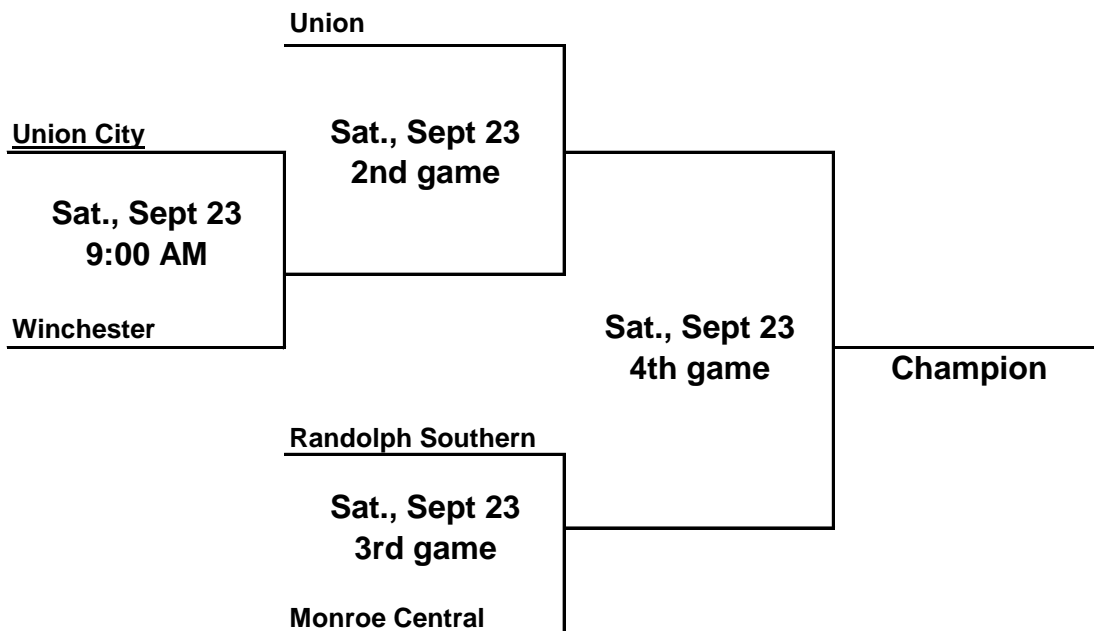 Union
Union City
Sat., Sept 23
2nd game
Sat., Sept 23
9:00 AM
Winchester
Sat., Sept 23
4th game
Champion
Randolph Southern
Sat., Sept 23
3rd game
Monroe Central